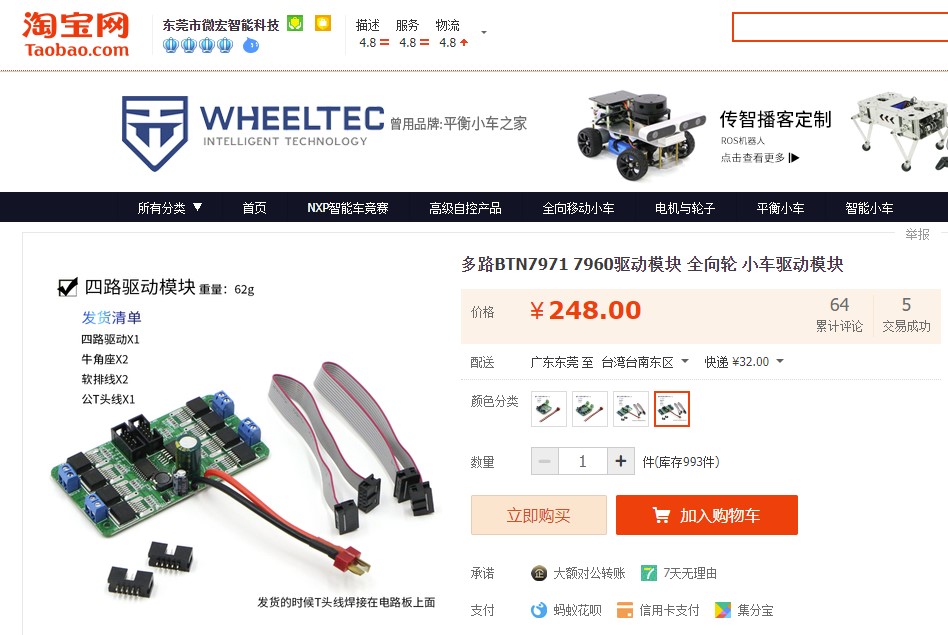 淘宝网
Taobao.com
东莞市微宏智能科技
描述 服务 物流
4.8 4.8 4.8
WHEELTEC
INTELLIGENT TECHNOLOGY
曾用品牌:平衡小车之家
传智播客定制
ROS机器人
点击查看更多
所有分类 首页 NXP智能车竞赛 高级自控产品 全向移动小车 电机与轮子 平衡小车 智能小车
举报
四路驱动模块 重量：62g
发货清单
四路驱动X1
牛角座X2
软排线X2
公T头线X1
发货的时候T头线焊接在电路板上面
多路BTN7971 7960驱动模块 全向轮 小车驱动模块
价格 ¥248.00
64 5
累计评论 交易成功
配送 广东东莞 至 台湾台南东区 快递 ¥32.00
颜色分类
数量 − 1 + 件(库存993件)
立即购买 加入购物车
承诺 大额对公转账 7天无理由
支付 蚂蚁花呗 信用卡支付 集分宝